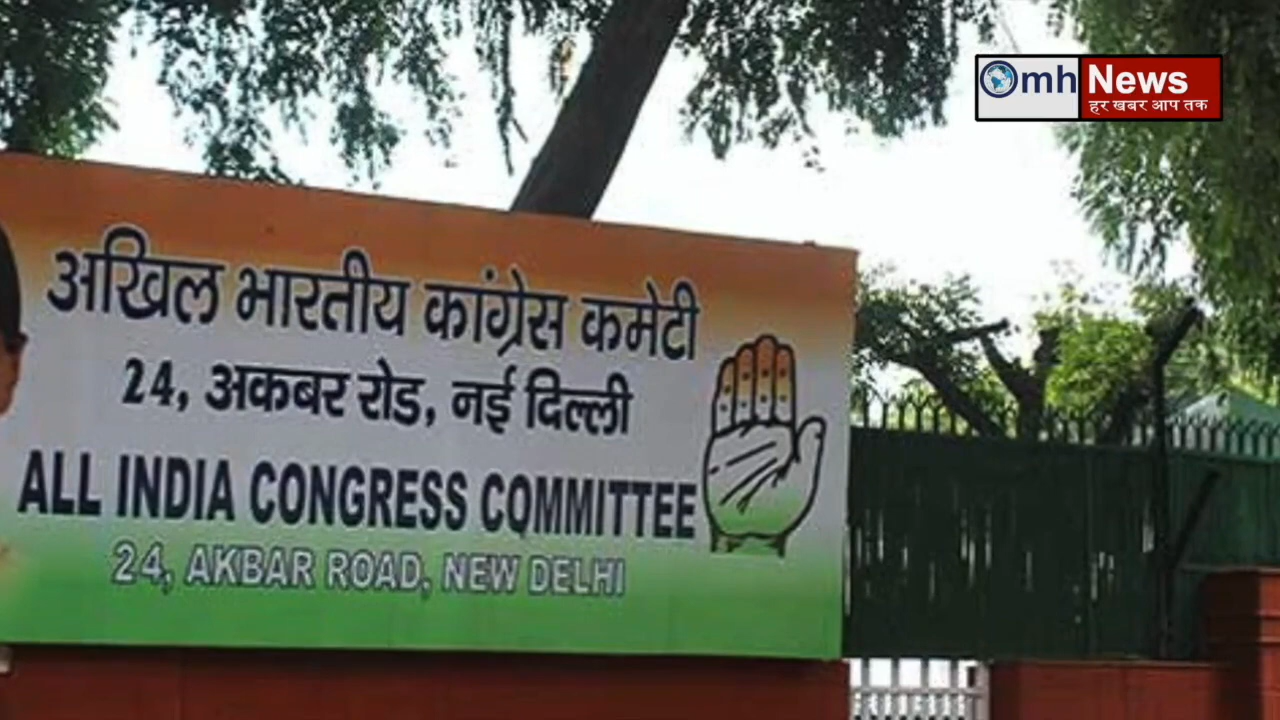 Omh News
हर खबर आप तक
अखिल भारतीय कांग्रेस कमेटी
24, अकबर रोड, नई दिल्ली
ALL INDIA CONGRESS COMMITTEE
24, AKBAR ROAD, NEW DELHI